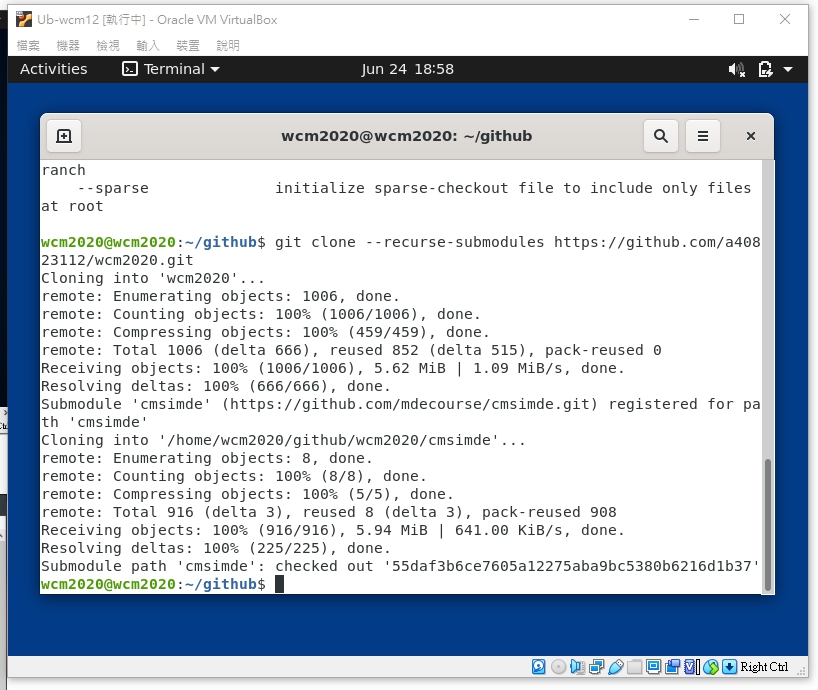 Ub-wcm12 [執行中] - Oracle VM VirtualBox
檔案 機器 檢視 輸入 裝置 說明
Activities Terminal Jun 24 18:58
wcm2020@wcm2020: ~/github
ranch
    --sparse              initialize sparse-checkout file to include only files
at root
wcm2020@wcm2020:~/github$ git clone --recurse-submodules https://github.com/a408
23112/wcm2020.git
Cloning into 'wcm2020'...
remote: Enumerating objects: 1006, done.
remote: Counting objects: 100% (1006/1006), done.
remote: Compressing objects: 100% (459/459), done.
remote: Total 1006 (delta 666), reused 852 (delta 515), pack-reused 0
Receiving objects: 100% (1006/1006), 5.62 MiB | 1.09 MiB/s, done.
Resolving deltas: 100% (666/666), done.
Submodule 'cmsimde' (https://github.com/mdecourse/cmsimde.git) registered for pa
th 'cmsimde'
Cloning into '/home/wcm2020/github/wcm2020/cmsimde'...
remote: Enumerating objects: 8, done.
remote: Counting objects: 100% (8/8), done.
remote: Compressing objects: 100% (5/5), done.
remote: Total 916 (delta 3), reused 8 (delta 3), pack-reused 908
Receiving objects: 100% (916/916), 5.94 MiB | 641.00 KiB/s, done.
Resolving deltas: 100% (225/225), done.
Submodule path 'cmsimde': checked out '55daf3b6ce7605a12275aba9bc5380b6216d1b37'
wcm2020@wcm2020:~/github$
Right Ctrl